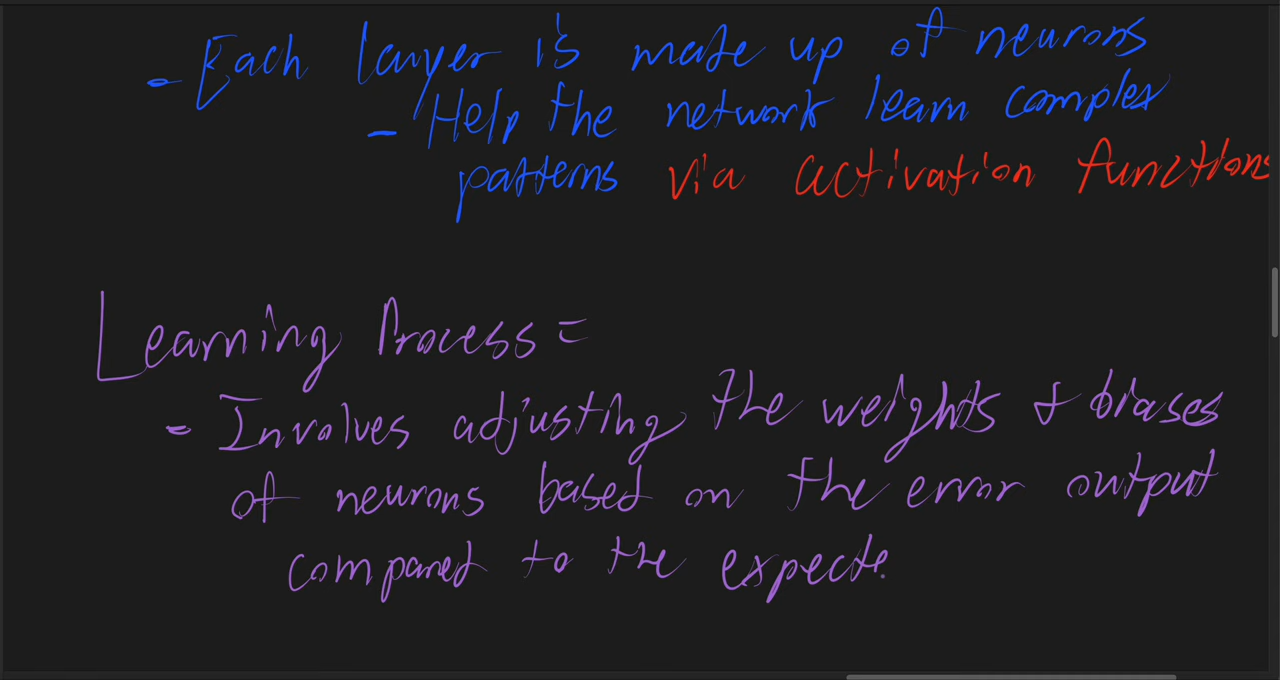 - Each layer is made up of neurons
- Help the network learn complex
patterns via activation functions
Learning Process =
- Involves adjusting the weights & biases
of neurons based on the error output
compared to the expecte